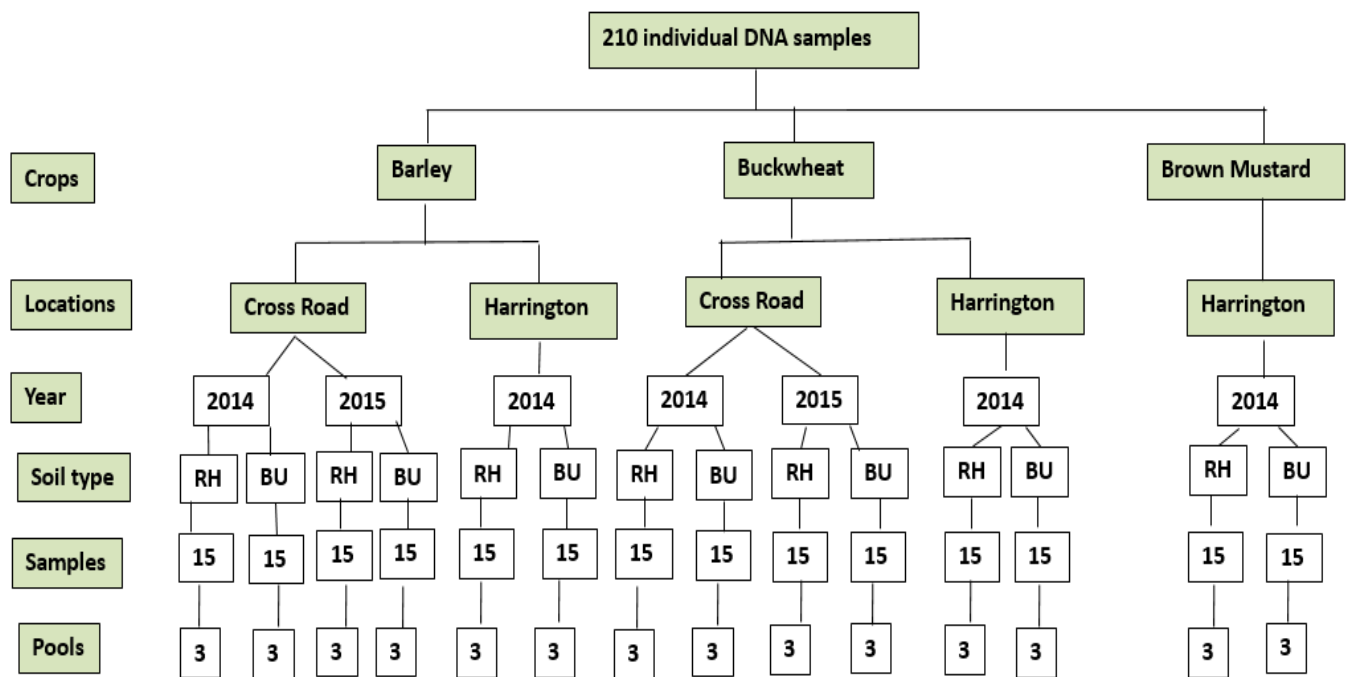 210 individual DNA samples
Crops Barley Buckwheat Brown Mustard
Locations Cross Road Harrington Cross Road Harrington Harrington
Year 2014 2015 2014 2014 2015 2014 2014
Soil type RH BU RH BU RH BU RH BU RH BU RH BU RH BU
Samples 15 15 15 15 15 15 15 15 15 15 15 15 15 15
Pools 3 3 3 3 3 3 3 3 3 3 3 3 3 3